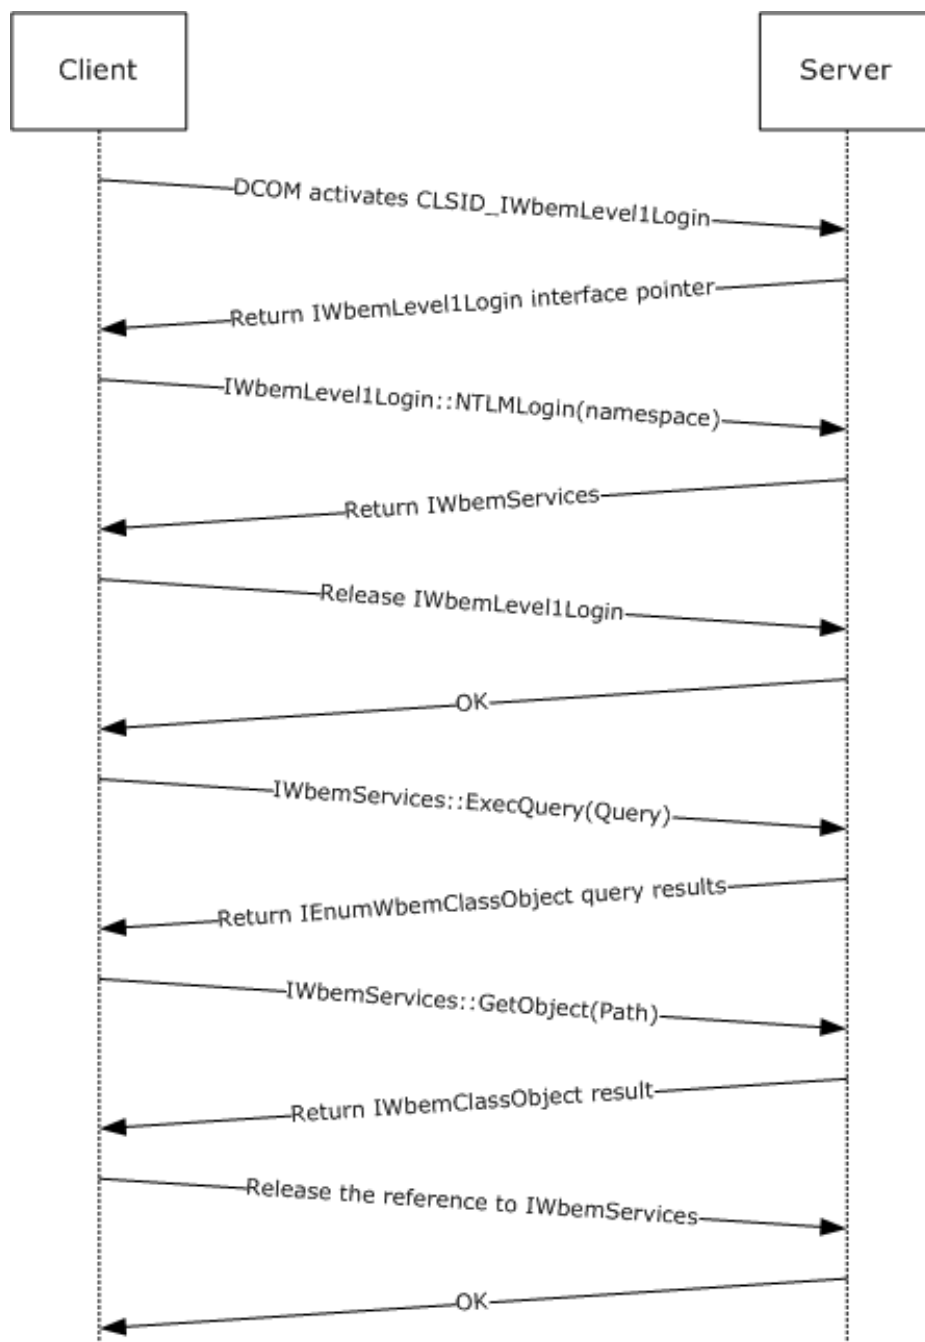 Client
Server
DCOM activates CLSID_IWbemLevel1Login
Return IWbemLevel1Login interface pointer
IWbemLevel1Login::NTLMLogin(namespace)
Return IWbemServices
Release IWbemLevel1Login
OK
IWbemServices::ExecQuery(Query)
Return IEnumWbemClassObject query results
IWbemServices::GetObject(Path)
Return IWbemClassObject result
Release the reference to IWbemServices
OK